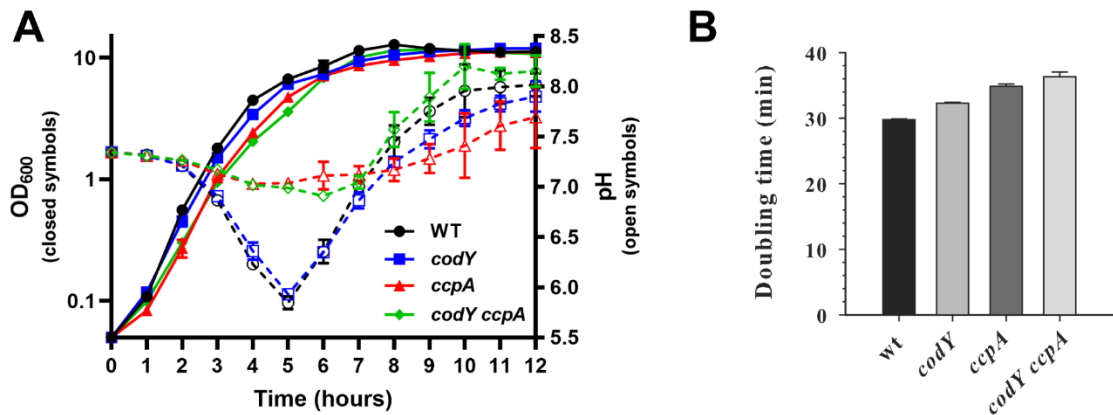 A
OD600
(closed symbols)
10
1
0.1
8.5
8.0
7.5
7.0
6.5
6.0
5.5
pH
(open symbols)
WT
codY
ccpA
codY ccpA
0 1 2 3 4 5 6 7 8 9 10 11 12
Time (hours)
B
Doubling time (min)
40
30
20
10
0
wt
codY
ccpA
codY ccpA